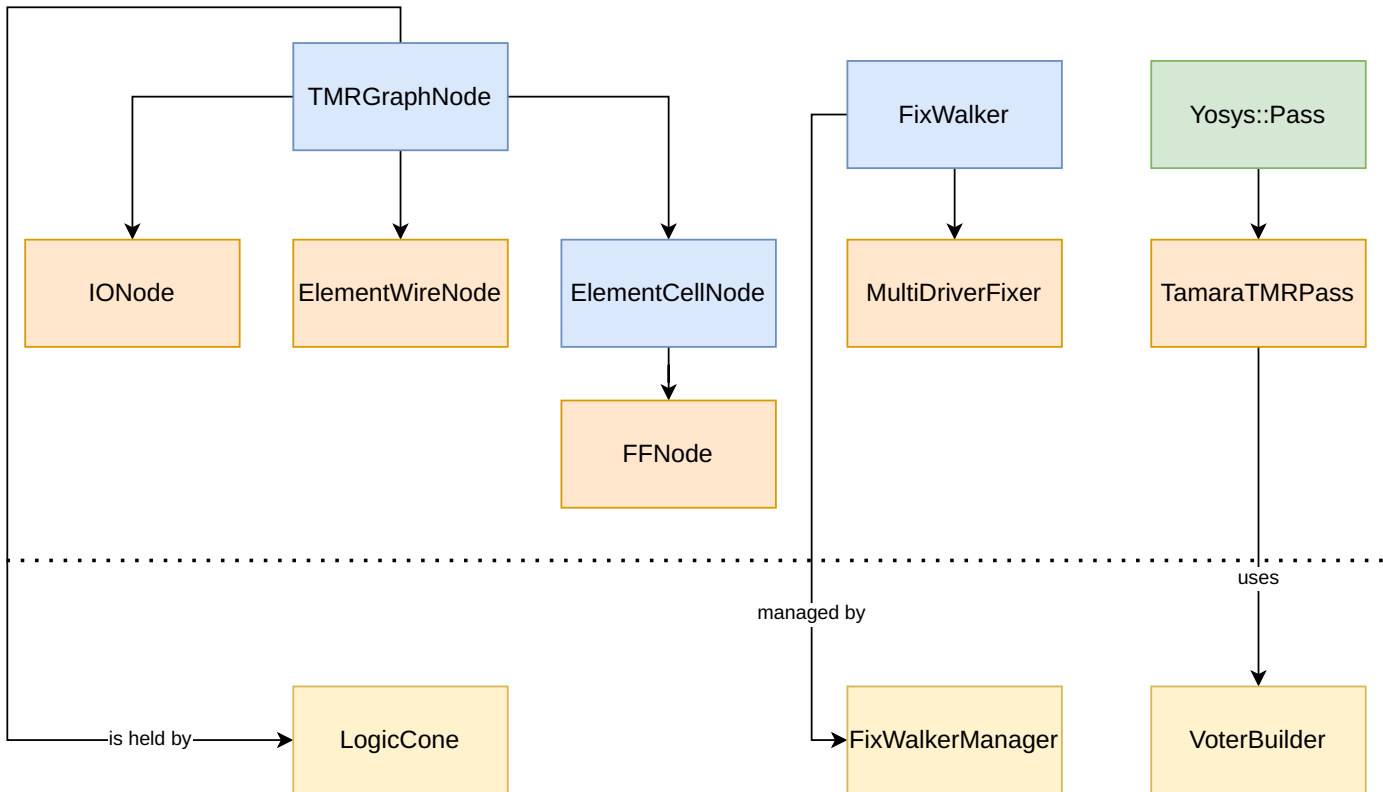 TMRGraphNode
FixWalker
Yosys::Pass
IONode
ElementWireNode
ElementCellNode
MultiDriverFixer
TamaraTMRPass
FFNode
uses
managed by
is held by
LogicCone
FixWalkerManager
VoterBuilder